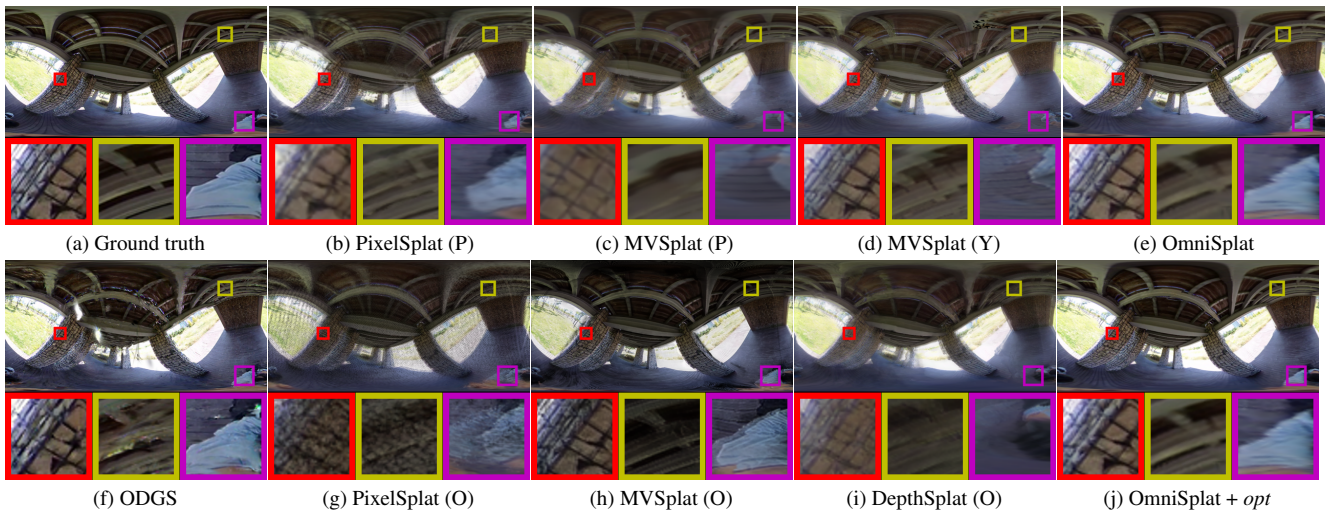 (a) Ground truth
(b) PixelSplat (P)
(c) MVSplat (P)
(d) MVSplat (Y)
(e) OmniSplat
(f) ODGS
(g) PixelSplat (O)
(h) MVSplat (O)
(i) DepthSplat (O)
(j) OmniSplat + opt